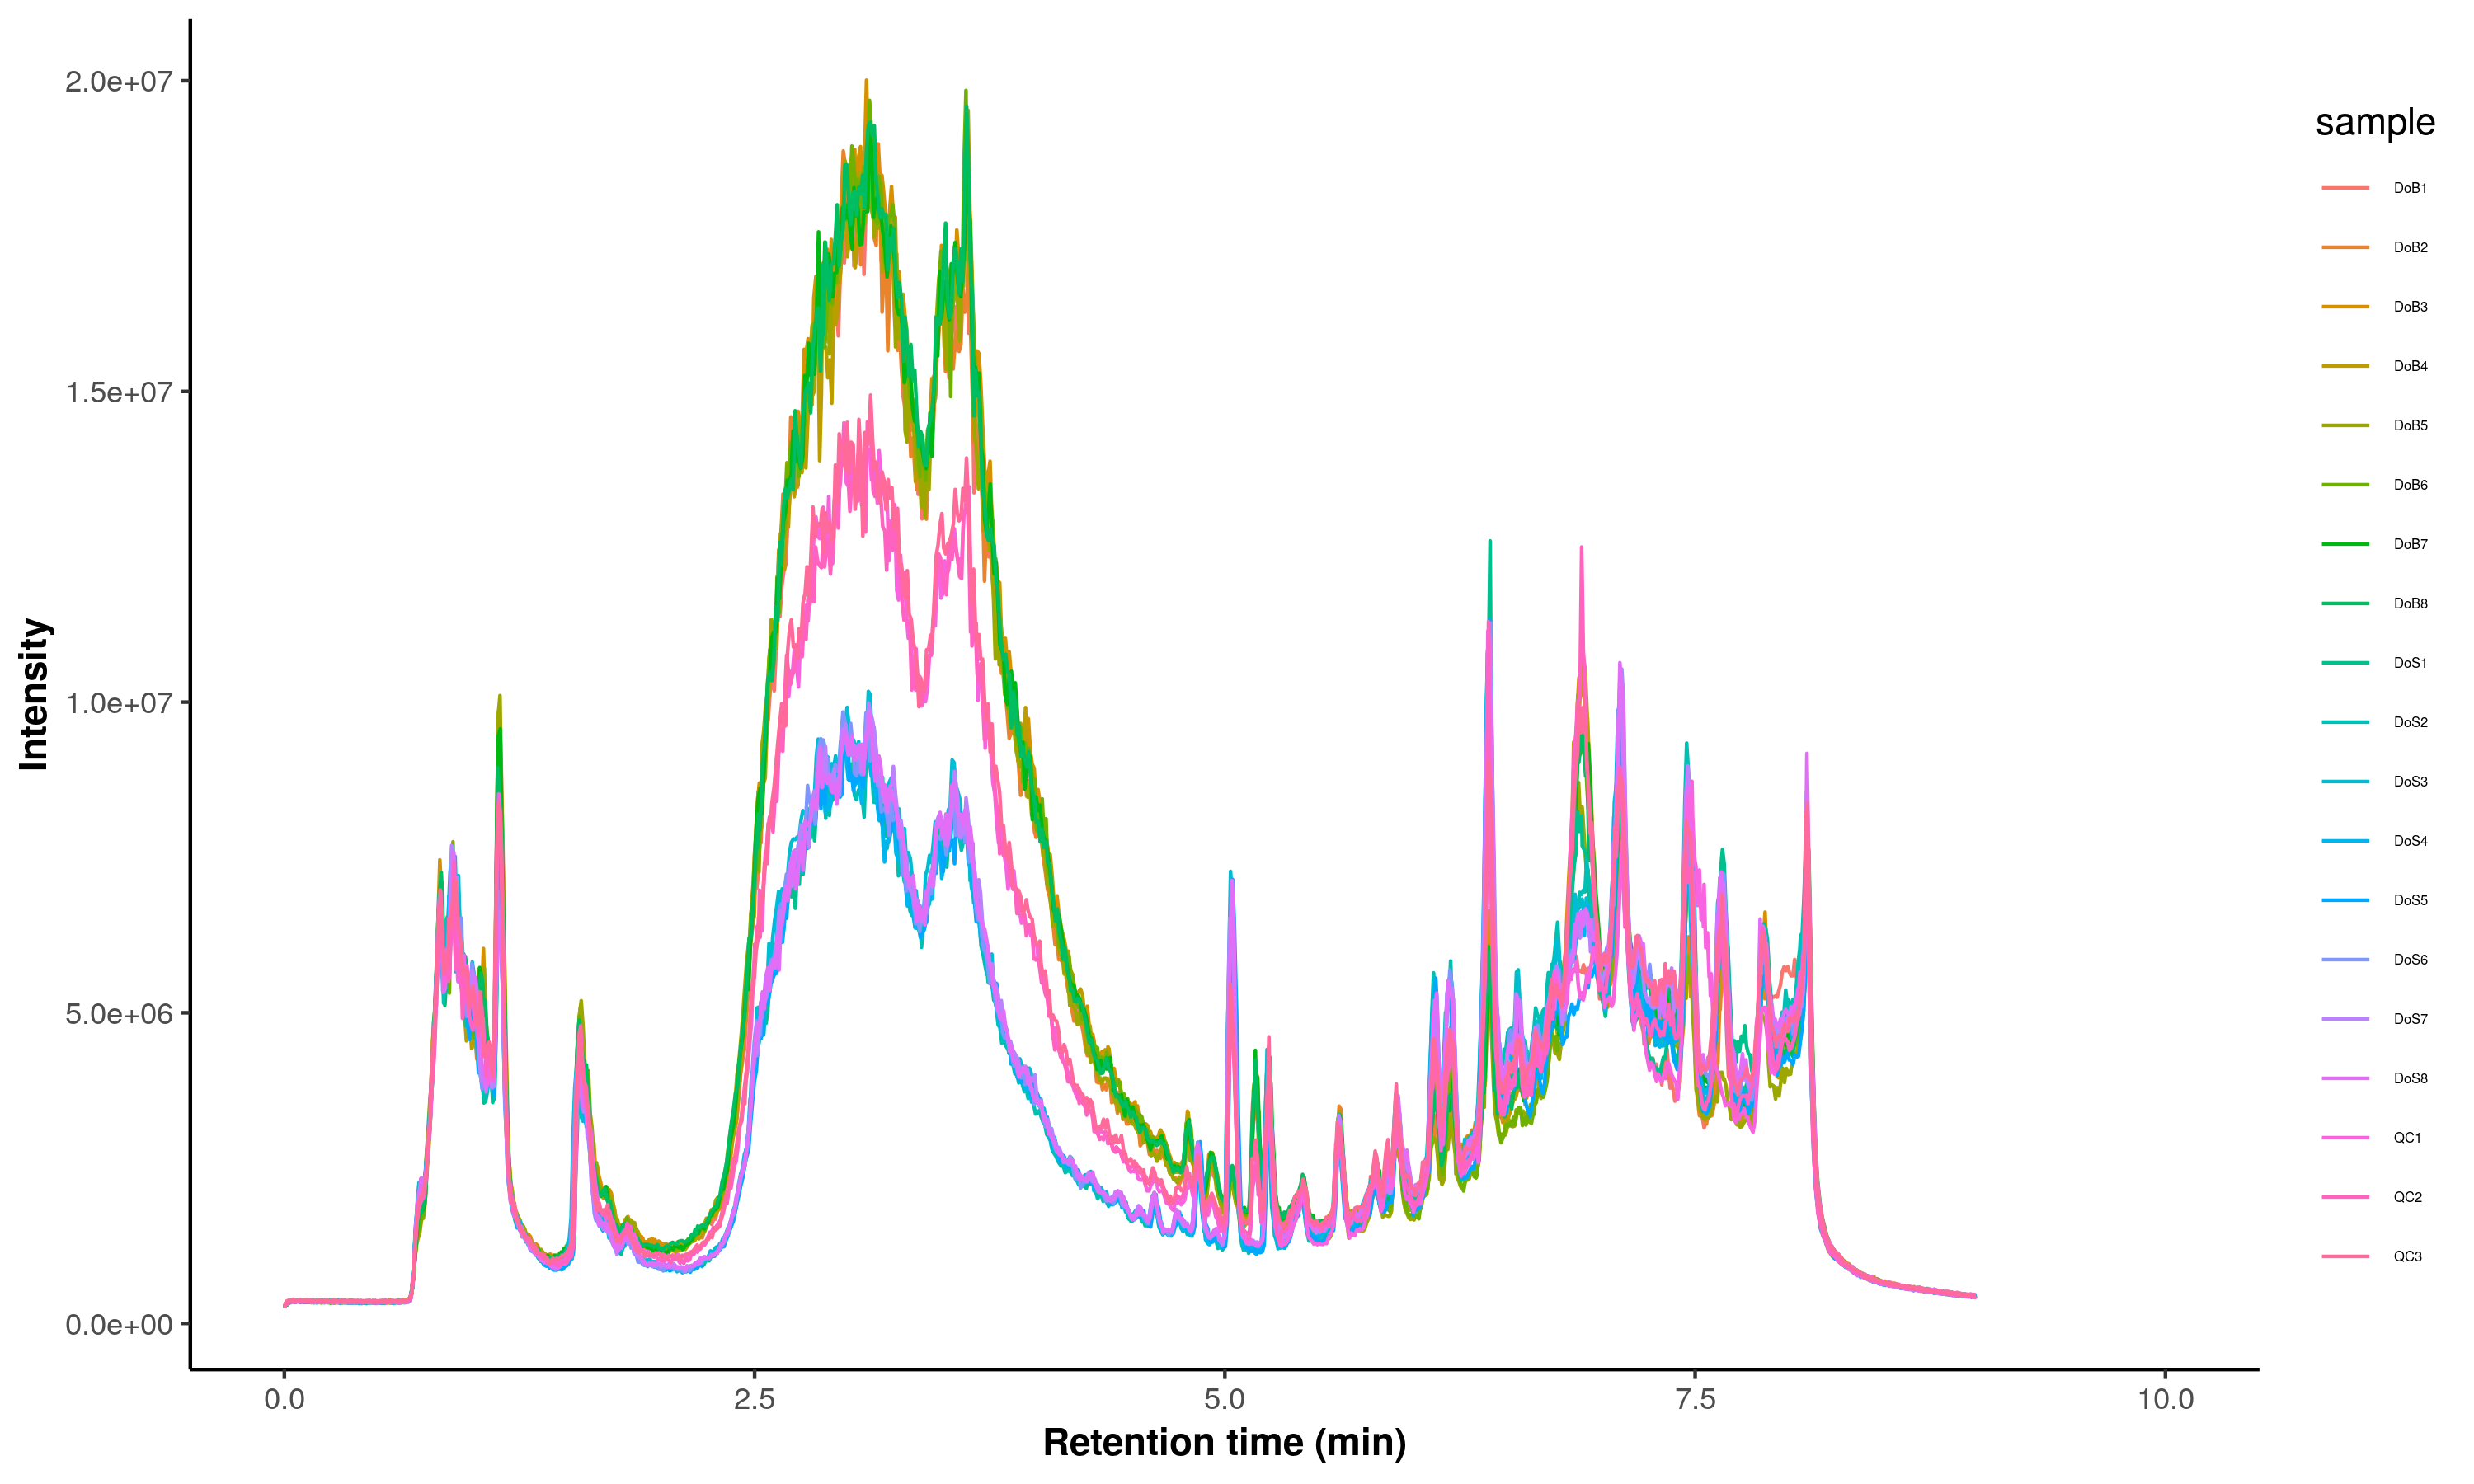 2.0e+07
1.5e+07
1.0e+07
5.0e+06
0.0e+00
Intensity
0.0
2.5
5.0
7.5
10.0
Retention time (min)
sample
DoB1
DoB2
DoB3
DoB4
DoB5
DoB6
DoB7
DoB8
DoS1
DoS2
DoS3
DoS4
DoS5
DoS6
DoS7
DoS8
QC1
QC2
QC3